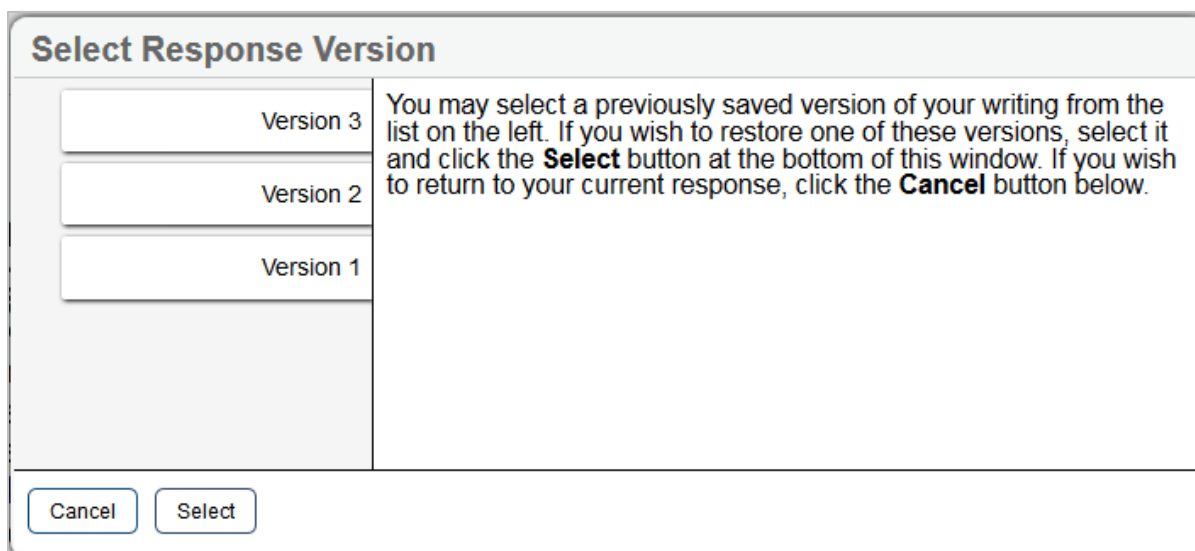 Select Response Version
Version 3
Version 2
Version 1
You may select a previously saved version of your writing from the
list on the left. If you wish to restore one of these versions, select it
and click the Select button at the bottom of this window. If you wish
to return to your current response, click the Cancel button below.
Cancel
Select